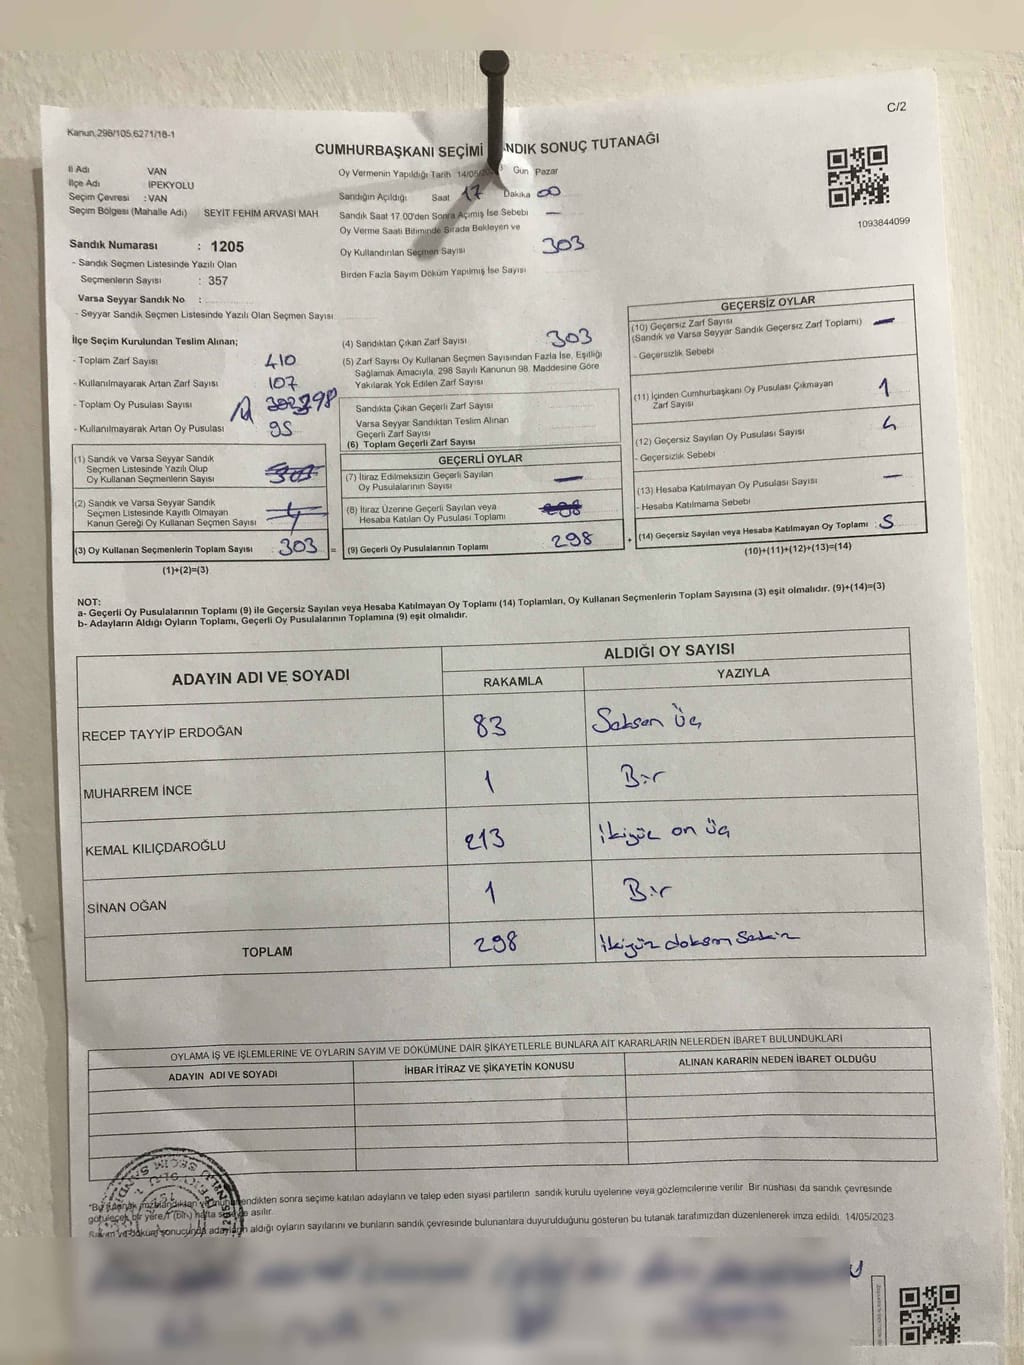 C/2
Kanun.298/105.6271/18-1
CUMHURBAŞKANI SEÇİMİ NDIK SONUÇ TUTANAĞI
İl Adı VAN
İlçe Adı İPEKYOLU
Seçim Çevresi : VAN
Seçim Bölgesi (Mahalle Adı) SEYİT FEHİM ARVASİ MAH
Sandık Numarası : 1205
- Sandık Seçmen Listesinde Yazılı Olan
Seçmenlerin Sayısı : 357
Varsa Seyyar Sandık No :
- Seyyar Sandık Seçmen Listesinde Yazılı Olan Seçmen Sayısı
Oy Vermenin Yapıldığı Tarih 14/05/ Gün Pazar
Sandığın Açıldığı Saat 17 Dakika 00
Sandık Saat 17.00'den Sonra Açımış İse Sebebi —
Oy Verme Saati Bitiminde Sırada Bekleyen ve
Oy Kullandırılan Seçmen Sayısı 303
Birden Fazla Sayım Döküm Yapılmış İse Sayısı
1093844099
İlçe Seçim Kurulundan Teslim Alınan;
- Toplam Zarf Sayısı 410
- Kullanılmayarak Artan Zarf Sayısı 107
- Toplam Oy Pusulası Sayısı 398
- Kullanılmayarak Artan Oy Pusulası 95
(1) Sandık ve Varsa Seyyar Sandık
Seçmen Listesinde Yazılı Olup
Oy Kullanan Seçmenlerin Sayısı
(2) Sandık ve Varsa Seyyar Sandık
Seçmen Listesinde Kayıtlı Olmayan
Kanun Gereği Oy Kullanan Seçmen Sayısı
(3) Oy Kullanan Seçmenlerin Toplam Sayısı 303 =
(1)+(2)=(3)
(4) Sandıktan Çıkan Zarf Sayısı 303
(5) Zarf Sayısı Oy Kullanan Seçmen Sayısından Fazla İse, Eşitliği
Sağlamak Amacıyla, 298 Sayılı Kanunun 98. Maddesine Göre
Yakılarak Yok Edilen Zarf Sayısı
Sandıkta Çıkan Geçerli Zarf Sayısı
Varsa Seyyar Sandıktan Teslim Alınan
Geçerli Zarf Sayısı
(6) Toplam Geçerli Zarf Sayısı
GEÇERLİ OYLAR
(7) İtiraz Edilmeksizin Geçerli Sayılan
Oy Pusulalarının Sayısı —
(8) İtiraz Üzerine Geçerli Sayılan veya
Hesaba Katılan Oy Pusulası Toplamı 298
(9) Geçerli Oy Pusulalarının Toplamı 298 +
GEÇERSİZ OYLAR
(10) Geçersiz Zarf Sayısı —
(Sandık ve Varsa Seyyar Sandık Geçersiz Zarf Toplamı)
- Geçersizlik Sebebi
(11) İçinden Cumhurbaşkanı Oy Pusulası Çıkmayan
Zarf Sayısı 1
(12) Geçersiz Sayılan Oy Pusulası Sayısı 4
- Geçersizlik Sebebi
(13) Hesaba Katılmayan Oy Pusulası Sayısı —
- Hesaba Katılmama Sebebi
(14) Geçersiz Sayılan veya Hesaba Katılmayan Oy Toplamı : 5
(10)+(11)+(12)+(13)=(14)
NOT:
a- Geçerli Oy Pusulalarının Toplamı (9) ile Geçersiz Sayılan veya Hesaba Katılmayan Oy Toplamı (14) Toplamları, Oy Kullanan Seçmenlerin Toplam Sayısına (3) eşit olmalıdır. (9)+(14)=(3)
b- Adayların Aldığı Oyların Toplamı, Geçerli Oy Pusulalarının Toplamına (9) eşit olmalıdır.
ADAYIN ADI VE SOYADI ALDIĞI OY SAYISI
RAKAMLA YAZIYLA
RECEP TAYYİP ERDOĞAN 83 Seksen Üç
MUHARREM İNCE 1 Bir
KEMAL KILIÇDAROĞLU 213 İkiyüz on üç
SİNAN OĞAN 1 Bir
TOPLAM 298 İkiyüz doksan sekiz
OYLAMA İŞ VE İŞLEMLERİNE VE OYLARIN SAYIM VE DÖKÜMÜNE DAİR ŞİKAYETLERLE BUNLARA AİT KARARLARIN NELERDEN İBARET BULUNDUKLARI
ADAYIN ADI VE SOYADI İHBAR İTİRAZ VE ŞİKAYETİN KONUSU ALINAN KARARIN NEDEN İBARET OLDUĞU
*Bu tutanak imzalandıktan ve endikten sonra seçime katılan adayların ve talep eden siyasi partilerin sandık kurulu üyelerine veya gözlemcilerine verilir. Bir nüshası da sandık çevresinde
görülecek bir yere, 1 (bir) hafta asılır.
Sayım ve döküm sonucunda adayların aldığı oyların sayılarını ve bunların sandık çevresinde bulunanlara duyurulduğunu gösteren bu tutanak tarafımızdan düzenlenerek imza edildi. 14/05/2023